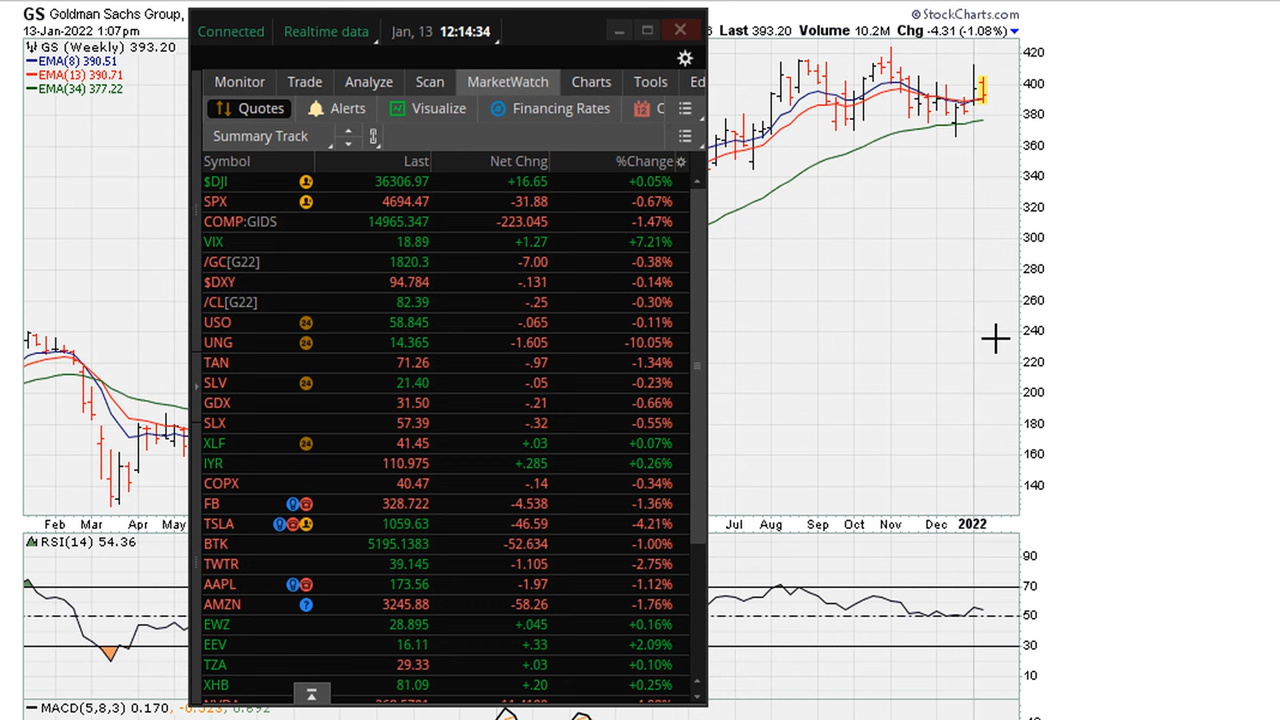 GS Goldman Sachs Group,
© StockCharts.com
13-Jan-2022 1:07pm
6 Last 393.20 Volume 10.2M Chg -4.31 (-1.08%)
GS (Weekly) 393.20
EMA(8) 390.51
EMA(13) 390.71
EMA(34) 377.22
Connected Realtime data Jan, 13 12:14:34
Monitor Trade Analyze Scan MarketWatch Charts Tools Ed
Quotes Alerts Visualize Financing Rates 12 C
Summary Track
Symbol Last Net Chng %Change
$DJI 36306.97 +16.65 +0.05%
SPX 4694.47 -31.88 -0.67%
COMP:GIDS 14965.347 -223.045 -1.47%
VIX 18.89 +1.27 +7.21%
/GC[G22] 1820.3 -7.00 -0.38%
$DXY 94.784 -.131 -0.14%
/CL[G22] 82.39 -.25 -0.30%
USO 24 58.845 -.065 -0.11%
UNG 24 14.365 -1.605 -10.05%
TAN 71.26 -.97 -1.34%
SLV 24 21.40 -.05 -0.23%
GDX 31.50 -.21 -0.66%
SLX 57.39 -.32 -0.55%
XLF 24 41.45 +.03 +0.07%
IYR 110.975 +.285 +0.26%
COPX 40.47 -.14 -0.34%
FB 328.722 -4.538 -1.36%
TSLA 1059.63 -46.59 -4.21%
BTK 5195.1383 -52.634 -1.00%
TWTR 39.145 -1.105 -2.75%
AAPL 173.56 -1.97 -1.12%
AMZN ? 3245.88 -58.26 -1.76%
EWZ 28.895 +.045 +0.16%
EEV 16.11 +.33 +2.09%
TZA 29.33 +.03 +0.10%
XHB 81.09 +.20 +0.25%
420
400
380
360
340
320
300
280
260
240
220
200
180
160
140
Feb Mar Apr May
Jul Aug Sep Oct Nov Dec 2022
RSI(14) 54.36
90
70
50
30
10
MACD(5,8,3) 0.170,